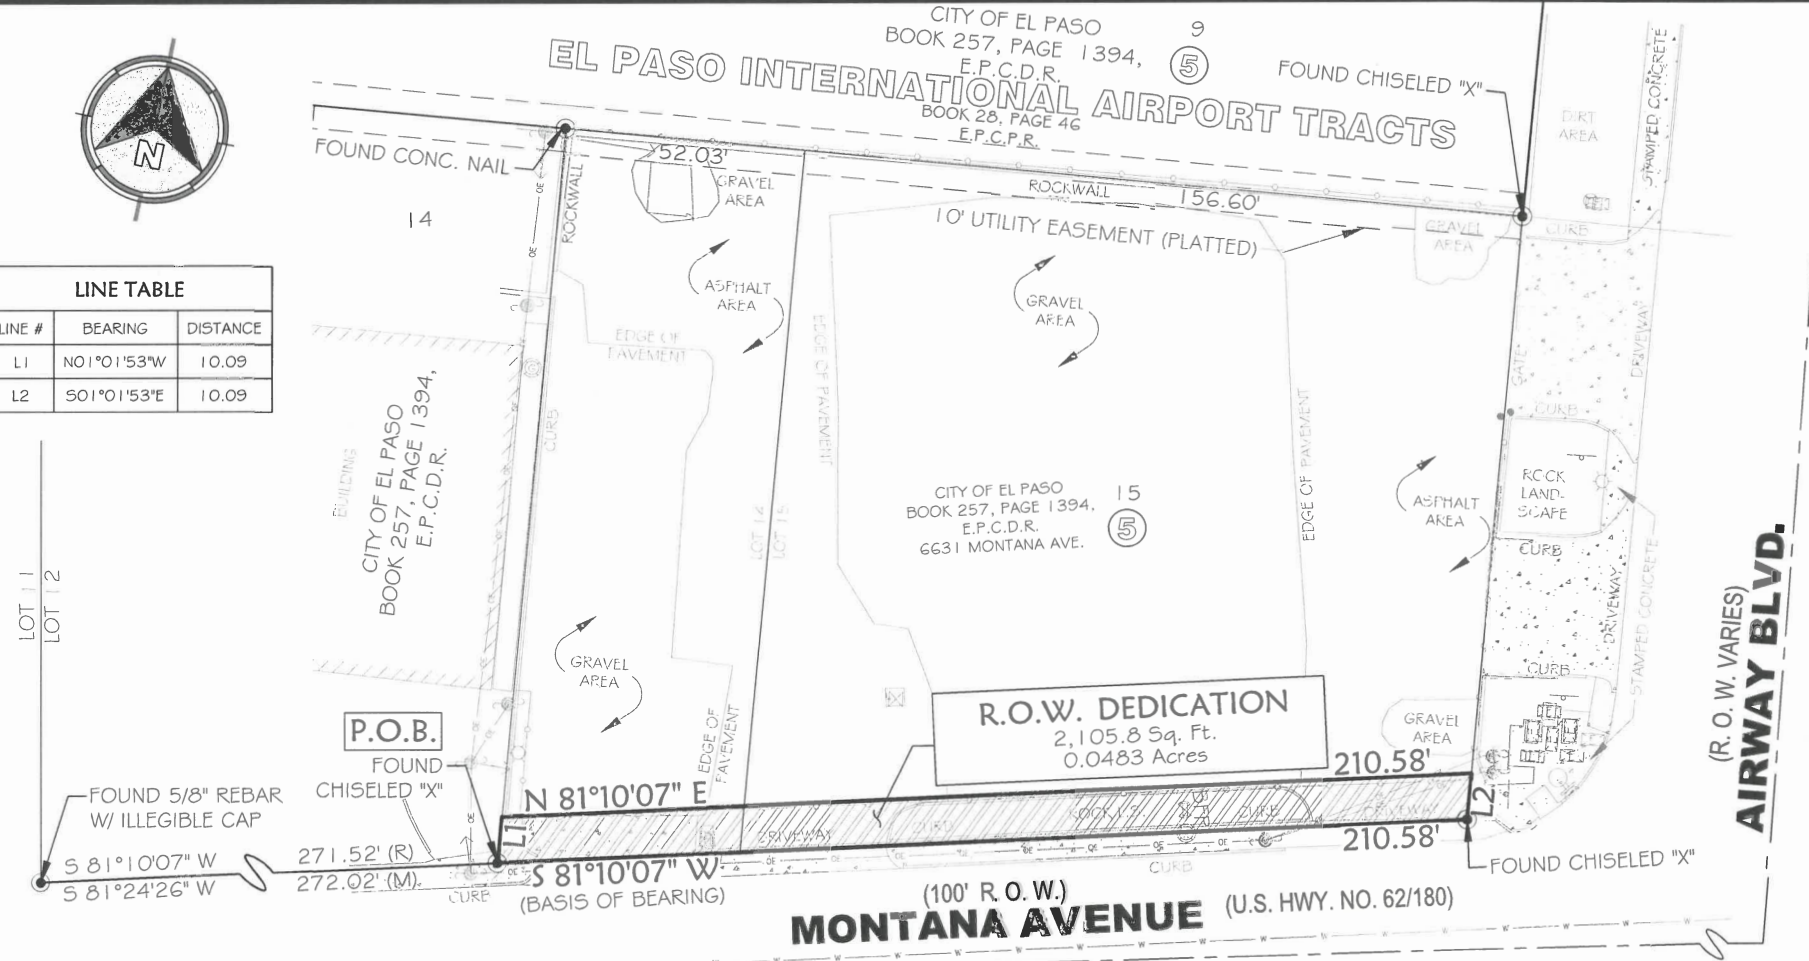 CITY OF EL PASO
BOOK 257, PAGE 1394,
E.P.C.D.R.
9
5
EL PASO INTERNATIONAL AIRPORT TRACTS
BOOK 28, PAGE 46
E.P.C.P.R.
FOUND CHISELED "X"
DIRT
AREA
STAMPED CONCRETE
N
FOUND CONC. NAIL
52.03'
GRAVEL
AREA
ROCKWALL
ROCKWALL
156.60'
10' UTILITY EASEMENT (PLATTED)
GRAVEL
AREA
CURB
14
OE
OE
LINE TABLE
LINE # BEARING DISTANCE
L1 N01°01'53"W 10.09
L2 S01°01'53"E 10.09
ASPHALT
AREA
GRAVEL
AREA
EDGE OF
PAVEMENT
EDGE OF PAVEMENT
GATE
DRIVEWAY
CURB
CURB
BUILDING
CITY OF EL PASO
BOOK 257, PAGE 1394,
E.P.C.D.R.
LOT 14
LOT 15
CITY OF EL PASO
BOOK 257, PAGE 1394,
E.P.C.D.R.
6631 MONTANA AVE.
15
5
EDGE OF PAVEMENT
ASPHALT
AREA
ROCK
LAND-
SCAPE
CURB
DRIVEWAY
STAMPED CONCRETE
CURB
LOT 11
LOT 12
GRAVEL
AREA
EDGE OF
PAVEMENT
R.O.W. DEDICATION
2,105.8 Sq. Ft.
0.0483 Acres
GRAVEL
AREA
(R. O. W. VARIES)
AIRWAY BLVD.
P.O.B.
FOUND
CHISELED "X"
FOUND 5/8" REBAR
W/ ILLEGIBLE CAP
N 81°10'07" E
210.58'
L1
L2
DRIVEWAY
CURB
ROCK L.S.
CURB
DRIVEWAY
S 81°10'07" W
271.52' (R)
S 81°24'26" W
272.02' (M)
CURB
S 81°10'07" W
(BASIS OF BEARING)
210.58'
CURB
FOUND CHISELED "X"
(100' R. O. W.)
MONTANA AVENUE
(U.S. HWY. NO. 62/180)